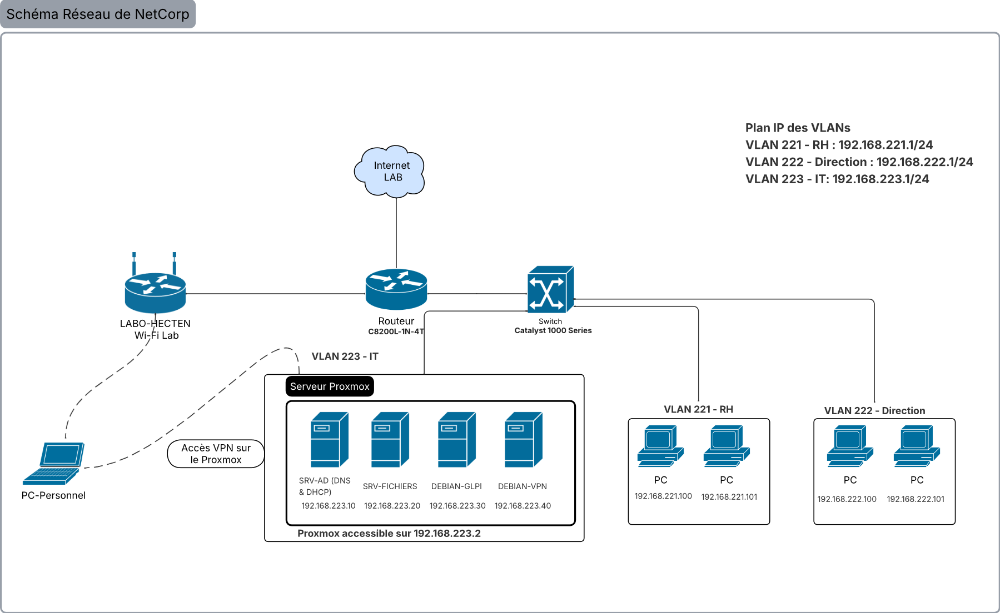 Schéma Réseau de NetCorp
Plan IP des VLANs
VLAN 221 - RH : 192.168.221.1/24
VLAN 222 - Direction : 192.168.222.1/24
VLAN 223 - IT: 192.168.223.1/24
Internet
LAB
LABO-HECTEN
Wi-Fi Lab
Routeur
C8200L-1N-4T
Switch
Catalyst 1000 Series
VLAN 223 - IT
Serveur Proxmox
Accès VPN sur
le Proxmox
PC-Personnel
SRV-AD (DNS
& DHCP)
192.168.223.10
SRV-FICHIERS
192.168.223.20
DEBIAN-GLPI
192.168.223.30
DEBIAN-VPN
192.168.223.40
Proxmox accessible sur 192.168.223.2
VLAN 221 - RH
PC
192.168.221.100
PC
192.168.221.101
VLAN 222 - Direction
PC
192.168.222.100
PC
192.168.222.101